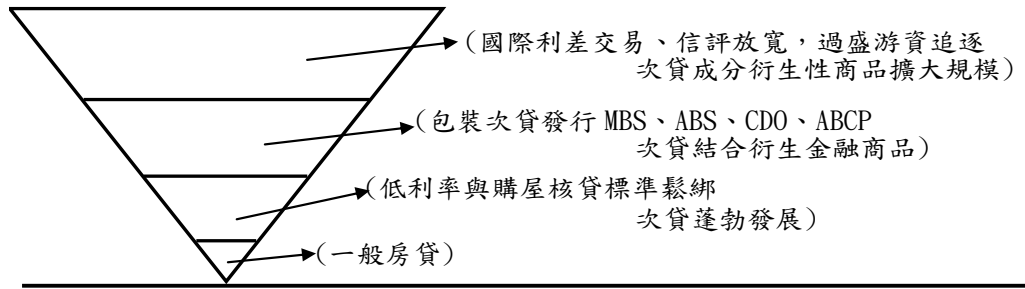 (國際利差交易、信評放寬，過盛游資追逐
次貸成分衍生性商品擴大規模)
(包裝次貸發行 MBS、ABS、CDO、ABCP
次貸結合衍生金融商品)
(低利率與購屋核貸標準鬆綁
次貸蓬勃發展)
(一般房貸)